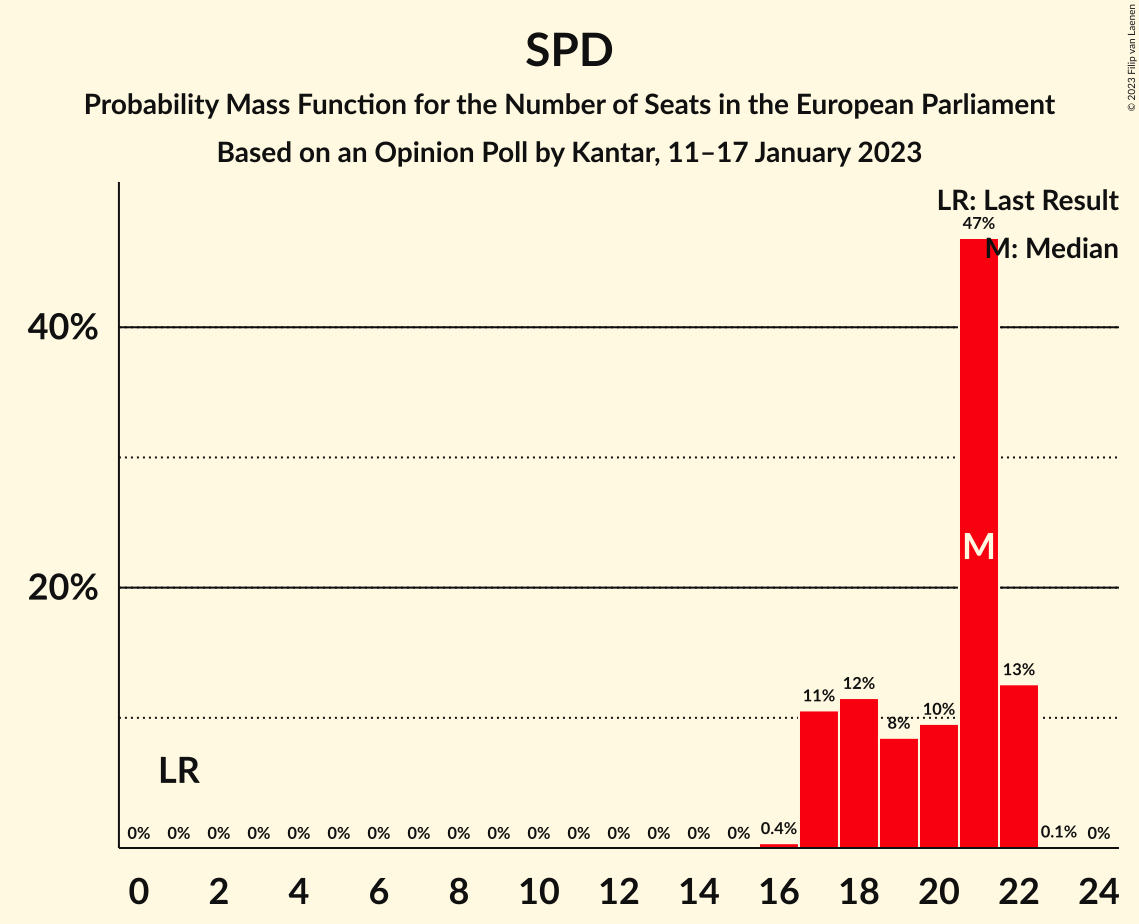 SPD
Probability Mass Function for the Number of Seats in the European Parliament
Based on an Opinion Poll by Kantar, 11–17 January 2023
© 2023 Filip van Laenen
LR: Last Result
M: Median
47%
40%
M
20%
13%
12%
11%
10%
8%
LR
0% 0% 0% 0% 0% 0% 0% 0% 0% 0% 0% 0% 0% 0% 0% 0% 0.4% 0.1% 0%
0 2 4 6 8 10 12 14 16 18 20 22 24